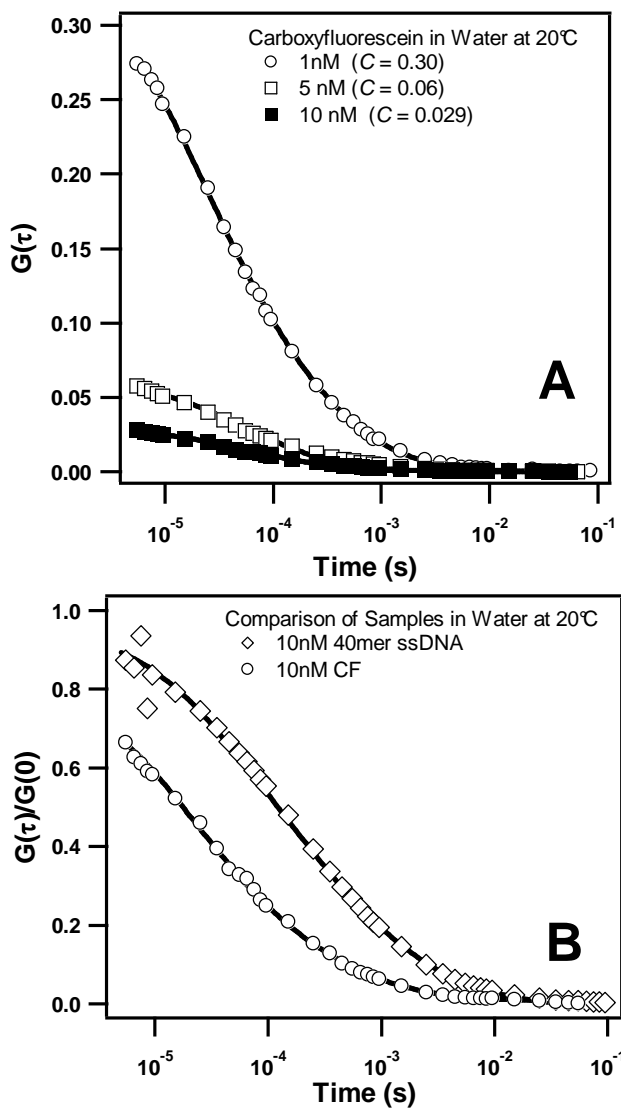 Carboxyfluorescein in Water at 20°C
1nM (C = 0.30)
5 nM (C = 0.06)
10 nM (C = 0.029)
0.30
0.25
0.20
0.15
0.10
0.05
0.00
G(τ)
A
10⁻⁵ 10⁻⁴ 10⁻³ 10⁻² 10⁻¹
Time (s)
Comparison of Samples in Water at 20°C
10nM 40mer ssDNA
10nM CF
1.0
0.8
0.6
0.4
0.2
0.0
G(τ)/G(0)
B
10⁻⁵ 10⁻⁴ 10⁻³ 10⁻² 10⁻¹
Time (s)